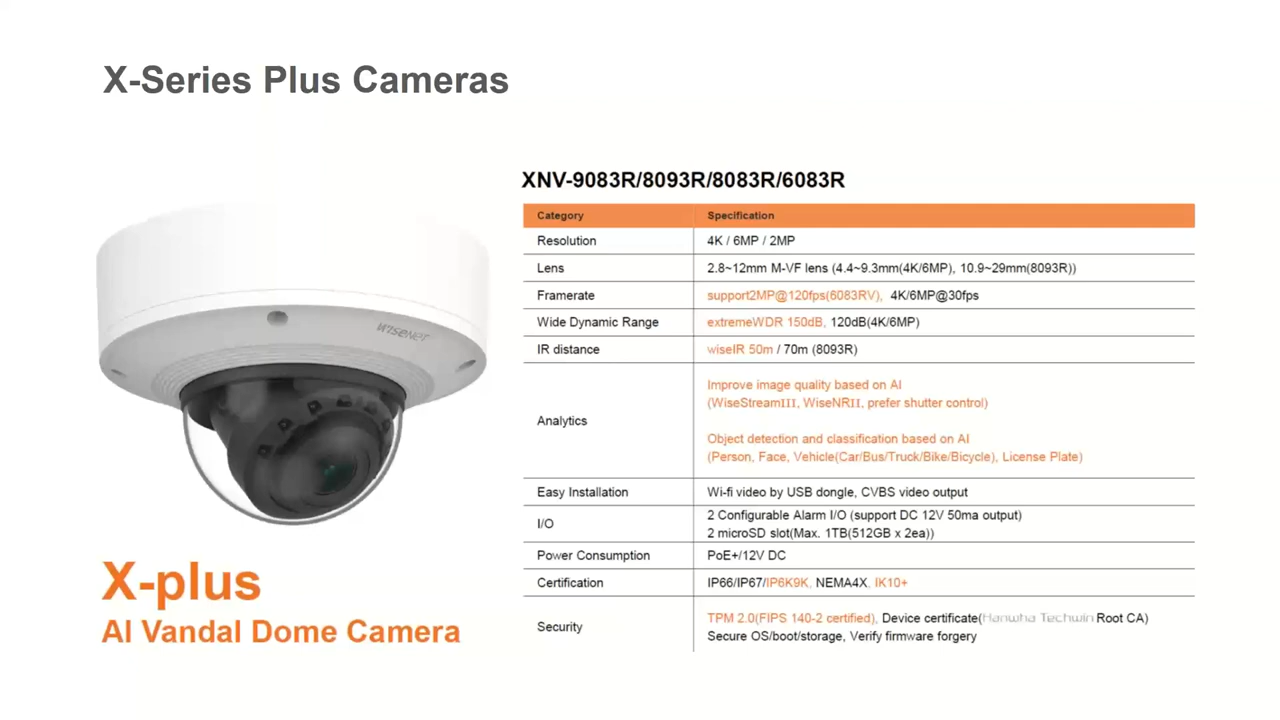 X-Series Plus Cameras
XNV-9083R/8093R/8083R/6083R
Category Specification
Resolution 4K / 6MP / 2MP
Lens 2.8~12mm M-VF lens (4.4~9.3mm(4K/6MP), 10.9~29mm(8093R))
Framerate support2MP@120fps(6083RV), 4K/6MP@30fps
Wide Dynamic Range extremeWDR 150dB, 120dB(4K/6MP)
IR distance wiseIR 50m / 70m (8093R)
Analytics
Improve image quality based on AI
(WiseStreamIII, WiseNRII, prefer shutter control)
Object detection and classification based on AI
(Person, Face, Vehicle(Car/Bus/Truck/Bike/Bicycle), License Plate)
Easy Installation Wi-fi video by USB dongle, CVBS video output
I/O
2 Configurable Alarm I/O (support DC 12V 50ma output)
2 microSD slot(Max. 1TB(512GB x 2ea))
Power Consumption PoE+/12V DC
Certification IP66/IP67/IP6K9K, NEMA4X, IK10+
Security
TPM 2.0(FIPS 140-2 certified), Device certificate(Hanwha Techwin Root CA)
Secure OS/boot/storage, Verify firmware forgery
WISENET
X-plus
AI Vandal Dome Camera